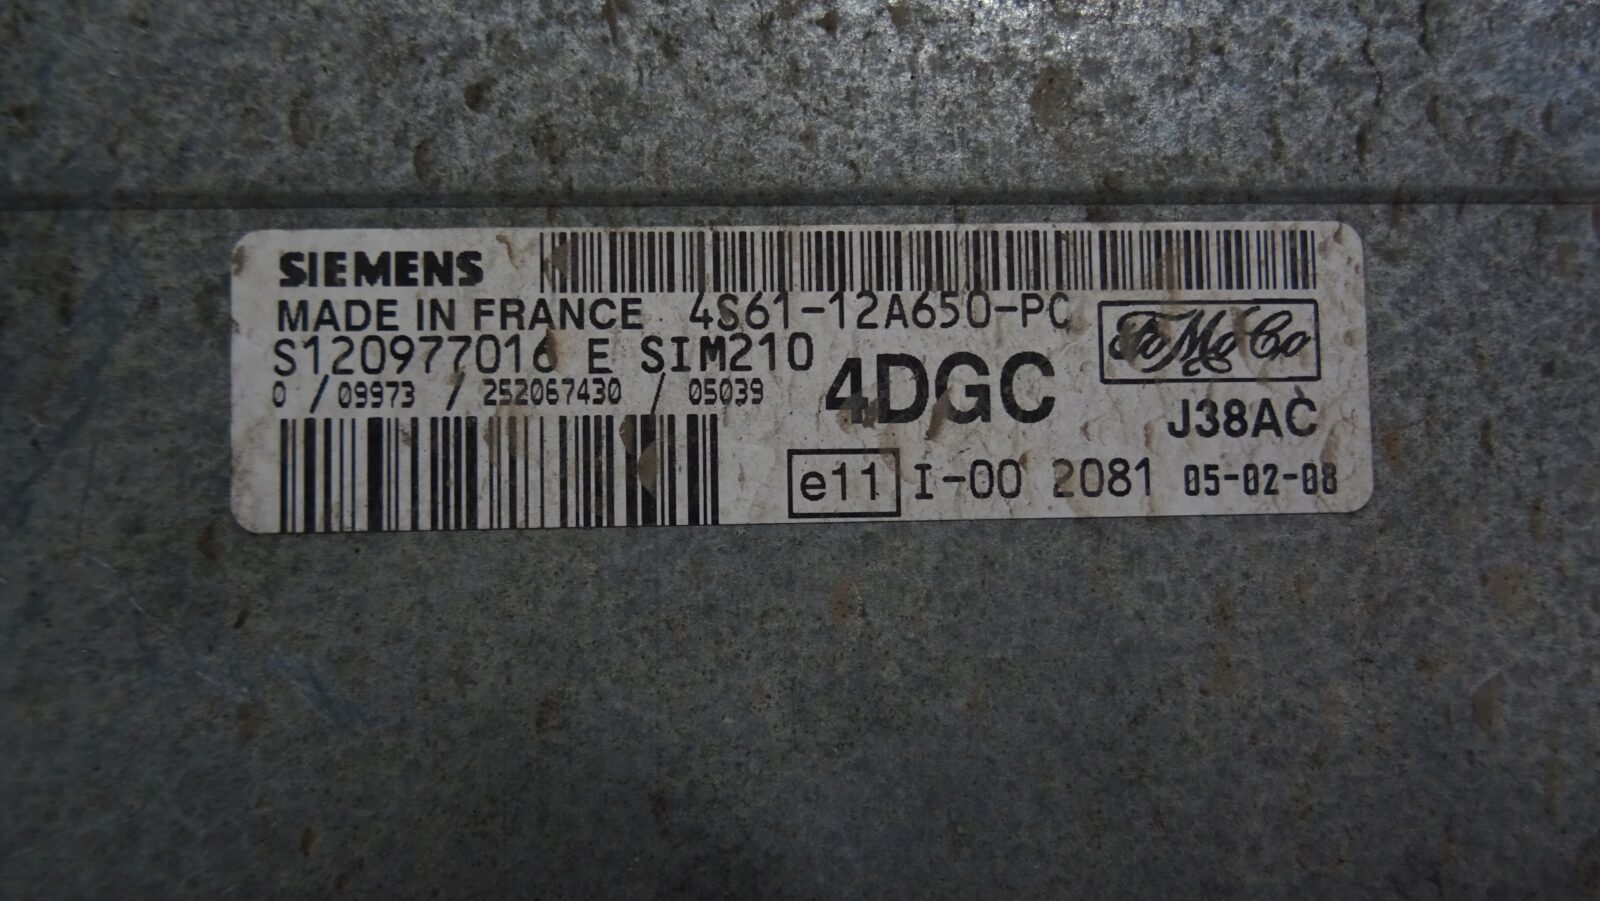 SIEMENS
MADE IN FRANCE 4S61-12A650-PC
S120977016 E SIM210
0 / 09973 / 252067430 / 05039
4DGC
FoMoCo
J38AC
e11 I-00 2081 05-02-08